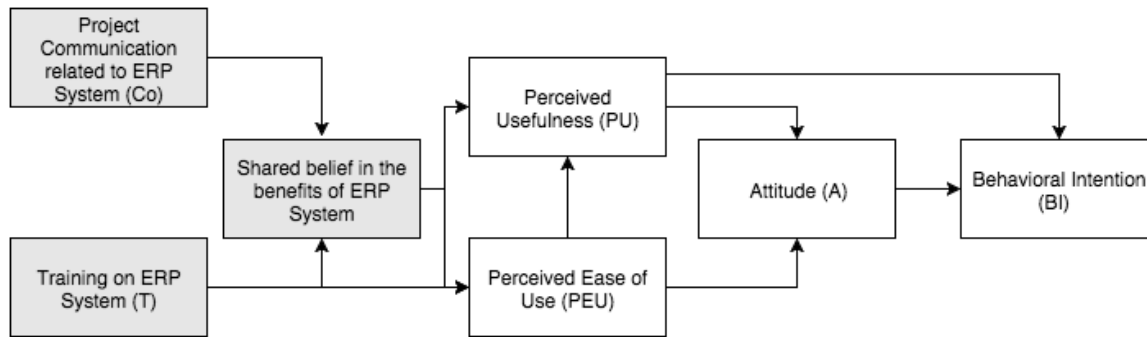 Project
Communication
related to ERP
System (Co)
Perceived
Usefulness (PU)
Shared belief in the
benefits of ERP
System
Attitude (A)
Behavioral Intention
(BI)
Training on ERP
System (T)
Perceived Ease of
Use (PEU)